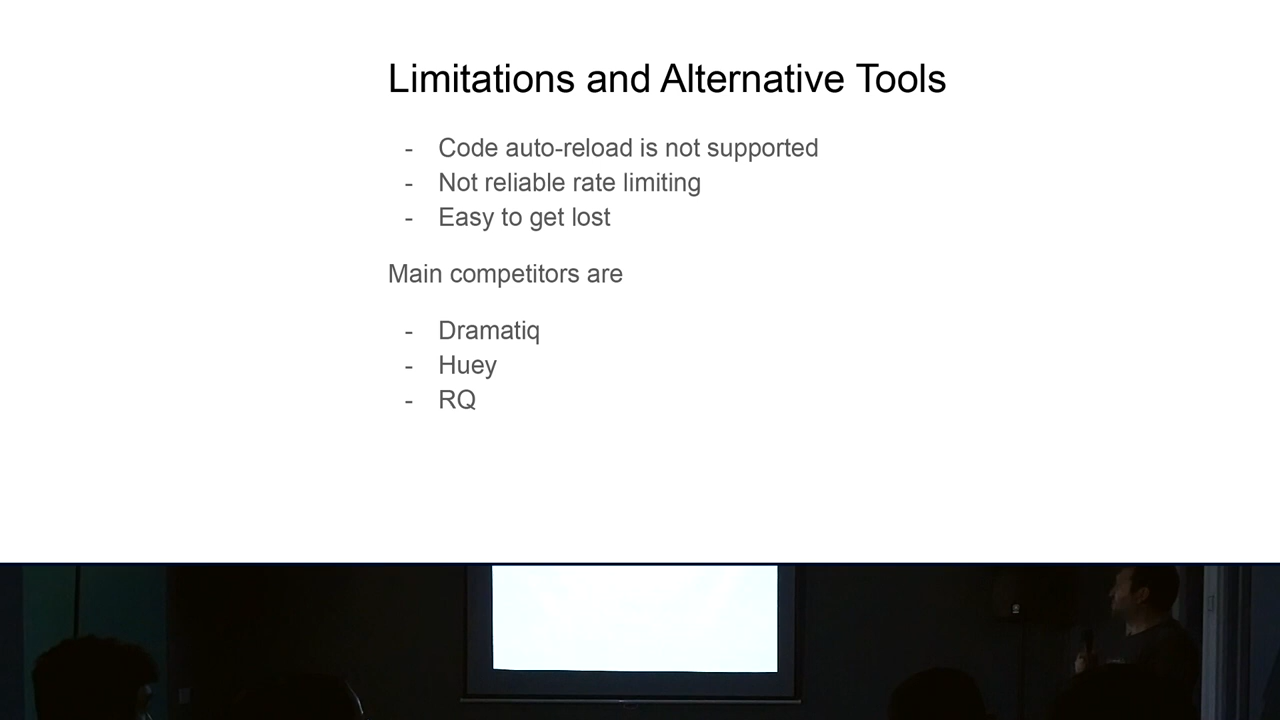 Limitations and Alternative Tools
- Code auto-reload is not supported
- Not reliable rate limiting
- Easy to get lost
Main competitors are
- Dramatiq
- Huey
- RQ